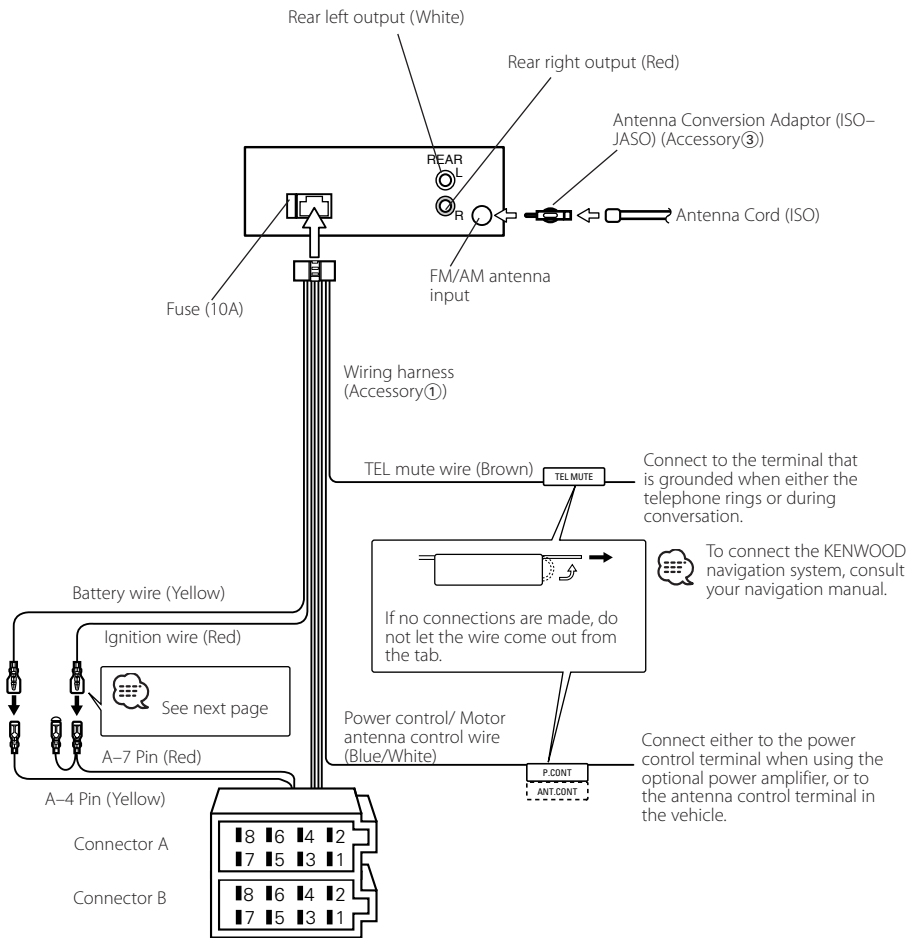 Rear left output (White)
Rear right output (Red)
Antenna Conversion Adaptor (ISO–
JASO) (Accessory③)
REAR
L
R
Antenna Cord (ISO)
FM/AM antenna
input
Fuse (10A)
Wiring harness
(Accessory①)
TEL mute wire (Brown)
TEL MUTE
Connect to the terminal that
is grounded when either the
telephone rings or during
conversation.
To connect the KENWOOD
navigation system, consult
your navigation manual.
If no connections are made, do
not let the wire come out from
the tab.
Battery wire (Yellow)
Ignition wire (Red)
See next page
Power control/ Motor
antenna control wire
(Blue/White)
P.CONT
ANT.CONT
Connect either to the power
control terminal when using the
optional power amplifier, or to
the antenna control terminal in
the vehicle.
A–7 Pin (Red)
A–4 Pin (Yellow)
Connector A
8 6 4 2
7 5 3 1
Connector B
8 6 4 2
7 5 3 1